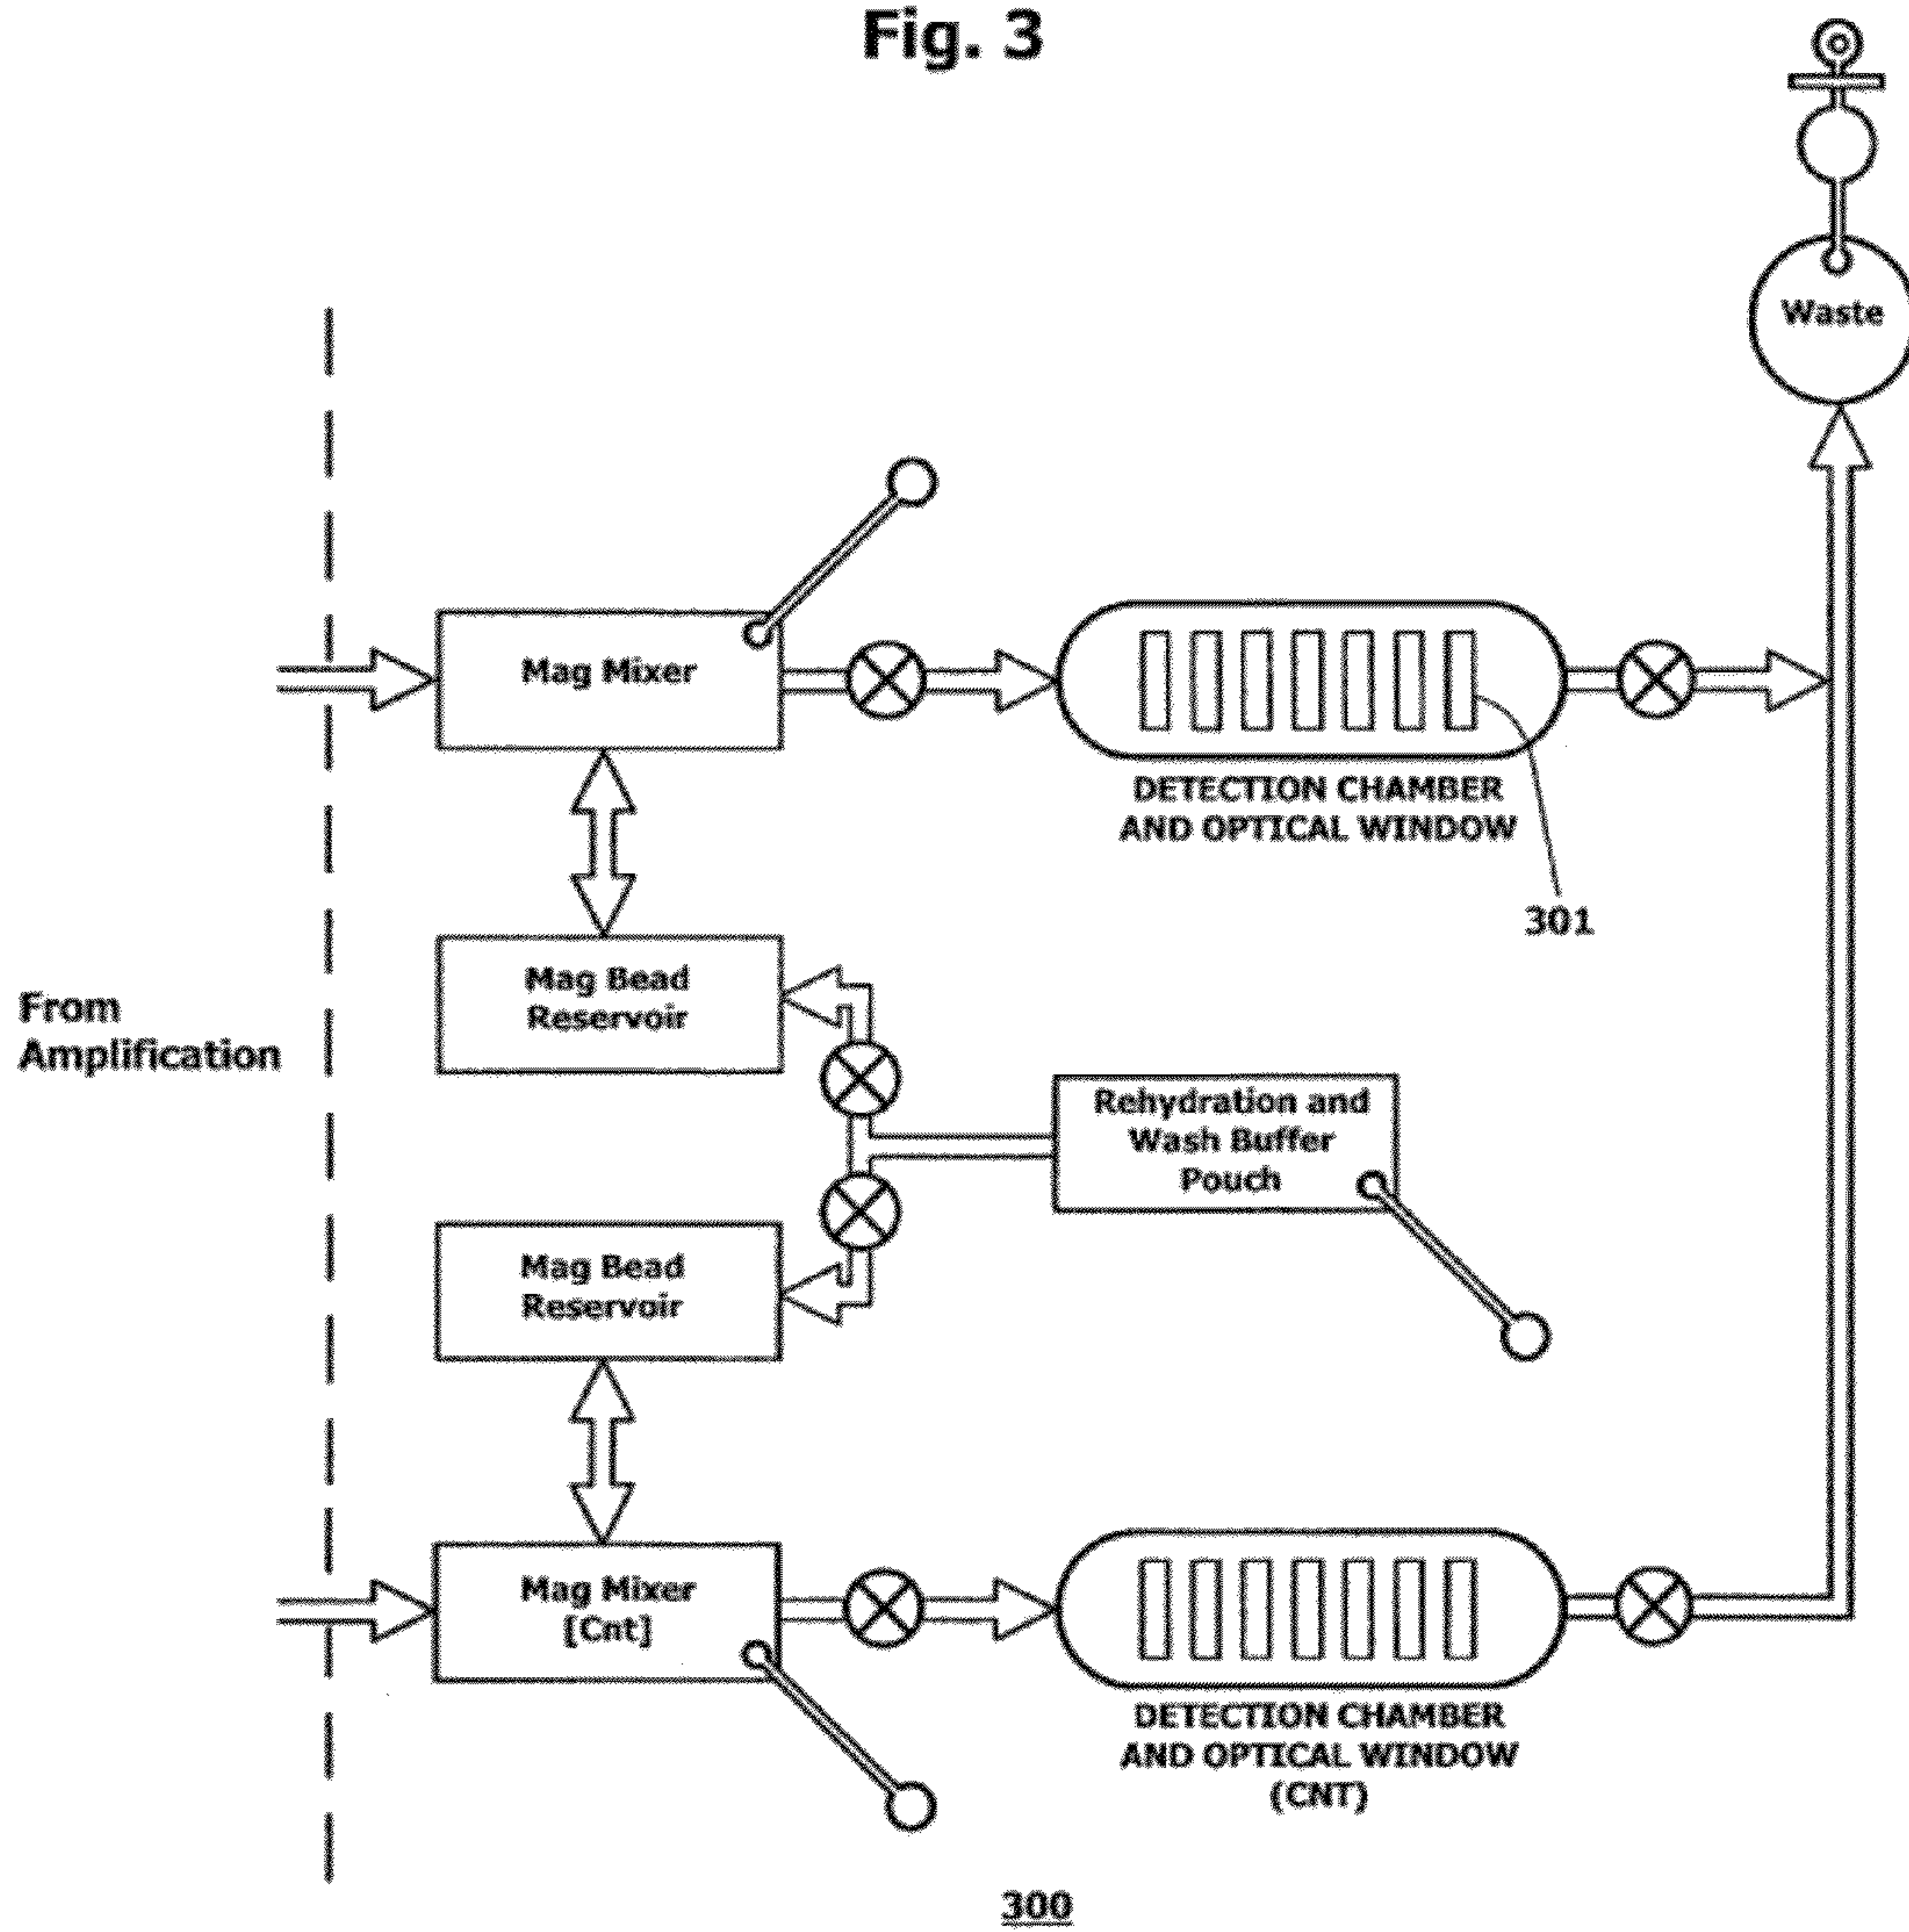 Fig. 3
Waste
Mag Mixer
DETECTION CHAMBER
AND OPTICAL WINDOW
301
Mag Bead
Reservoir
From
Amplification
Rehydration and
Wash Buffer
Pouch
Mag Bead
Reservoir
Mag Mixer
[Cnt]
DETECTION CHAMBER
AND OPTICAL WINDOW
(CNT)
300